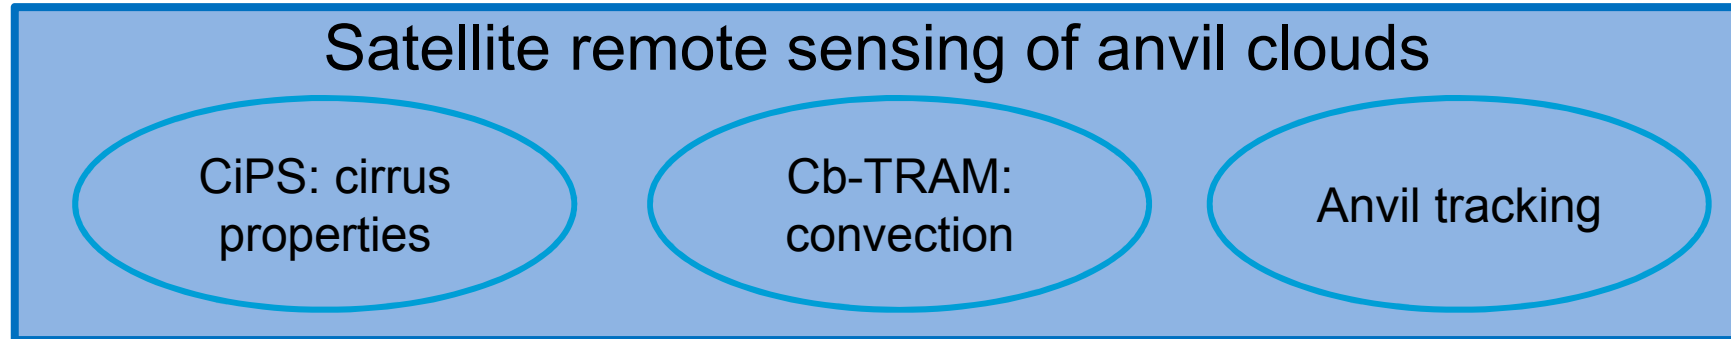 Satellite remote sensing of anvil clouds
CiPS: cirrus
properties
Cb-TRAM:
convection
Anvil tracking